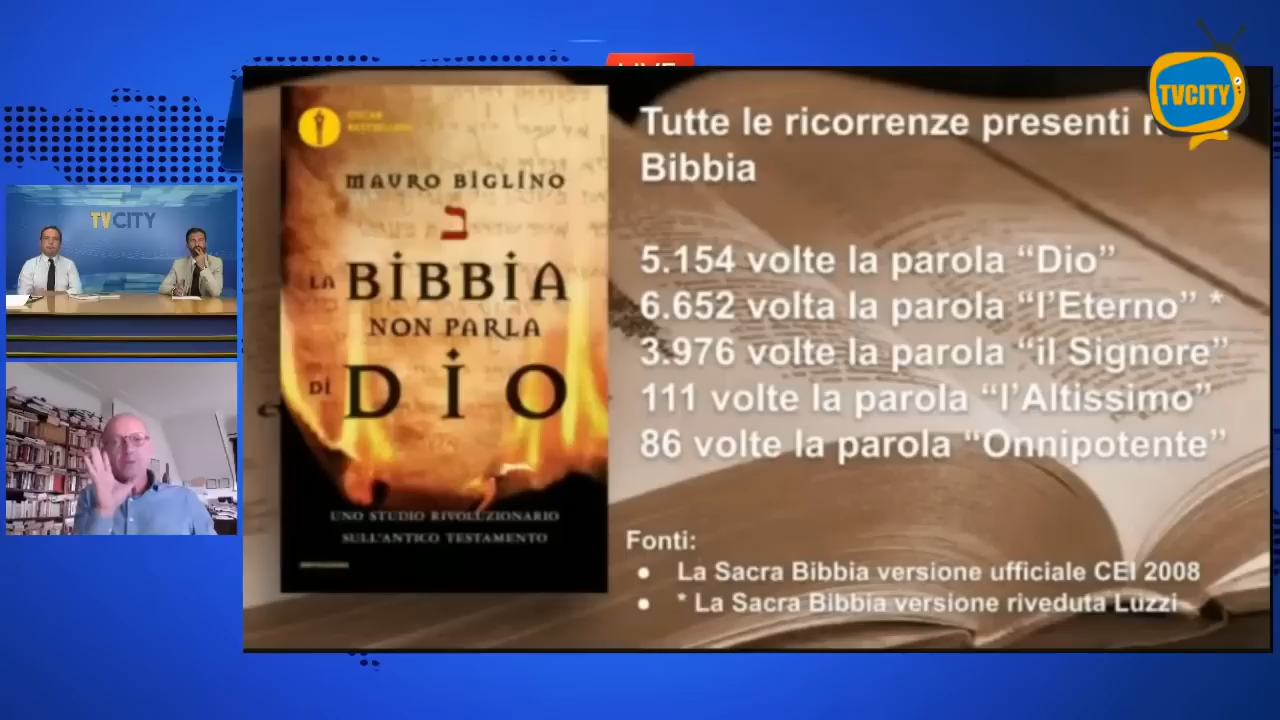 TVCITY
Tutte le ricorrenze presenti
Bibbia
5.154 volte la parola “Dio”
6.652 volta la parola “l’Eterno” *
3.976 volte la parola “il Signore”
111 volte la parola “l’Altissimo”
86 volte la parola “Onnipotente”
Fonti:
● La Sacra Bibbia versione ufficiale CEI 2008
● * La Sacra Bibbia versione riveduta Luzzi
OSCAR
BESTSELLERS
MAURO BIGLINO
ב
LA BIBBIA
NON PARLA
DI DIO
UNO STUDIO RIVOLUZIONARIO
SULL'ANTICO TESTAMENTO
TVCITY